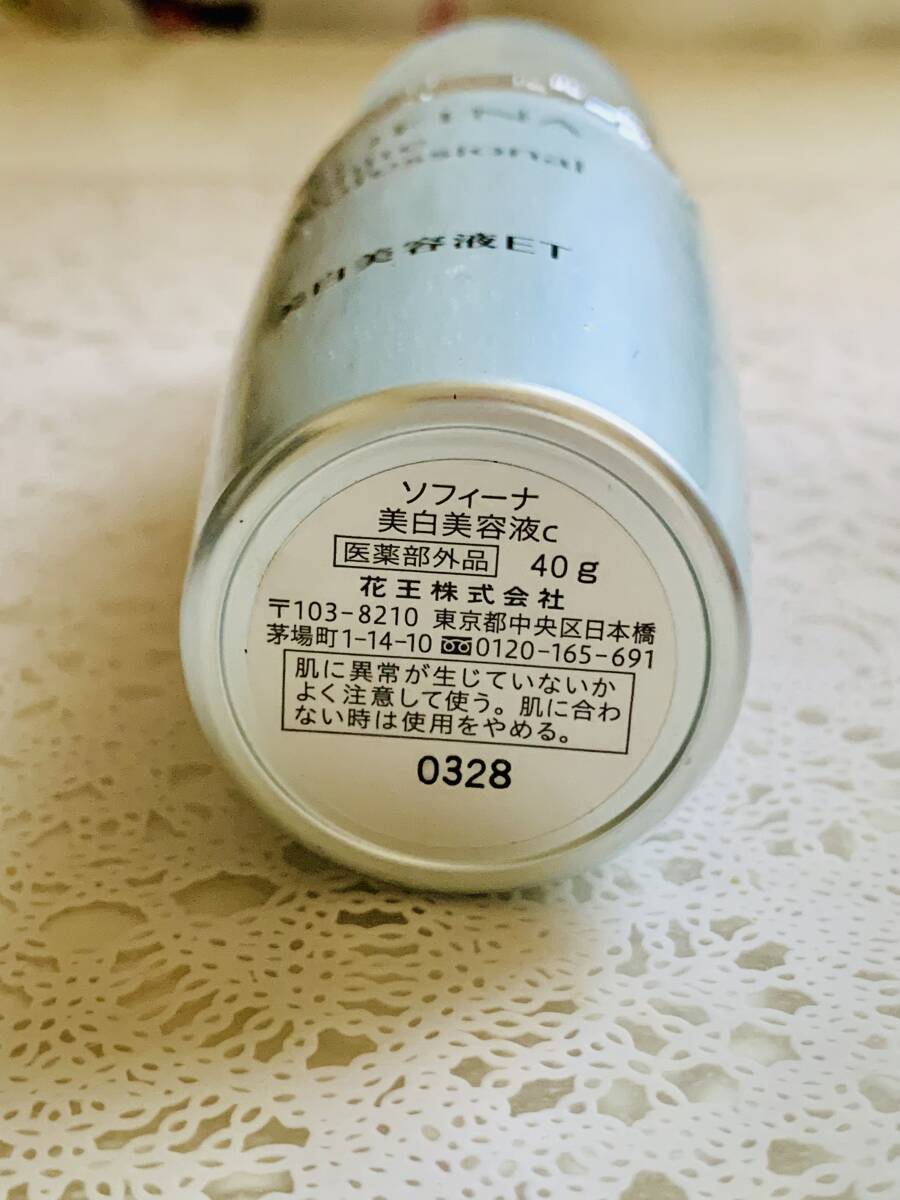 美白美容液ET
ソフィーナ
美白美容液c
医薬部外品 40g
花王株式会社
〒103-8210 東京都中央区日本橋
茅場町1-14-10 0120-165-691
肌に異常が生じていないか
よく注意して使う。肌に合わ
ない時は使用をやめる。
0328